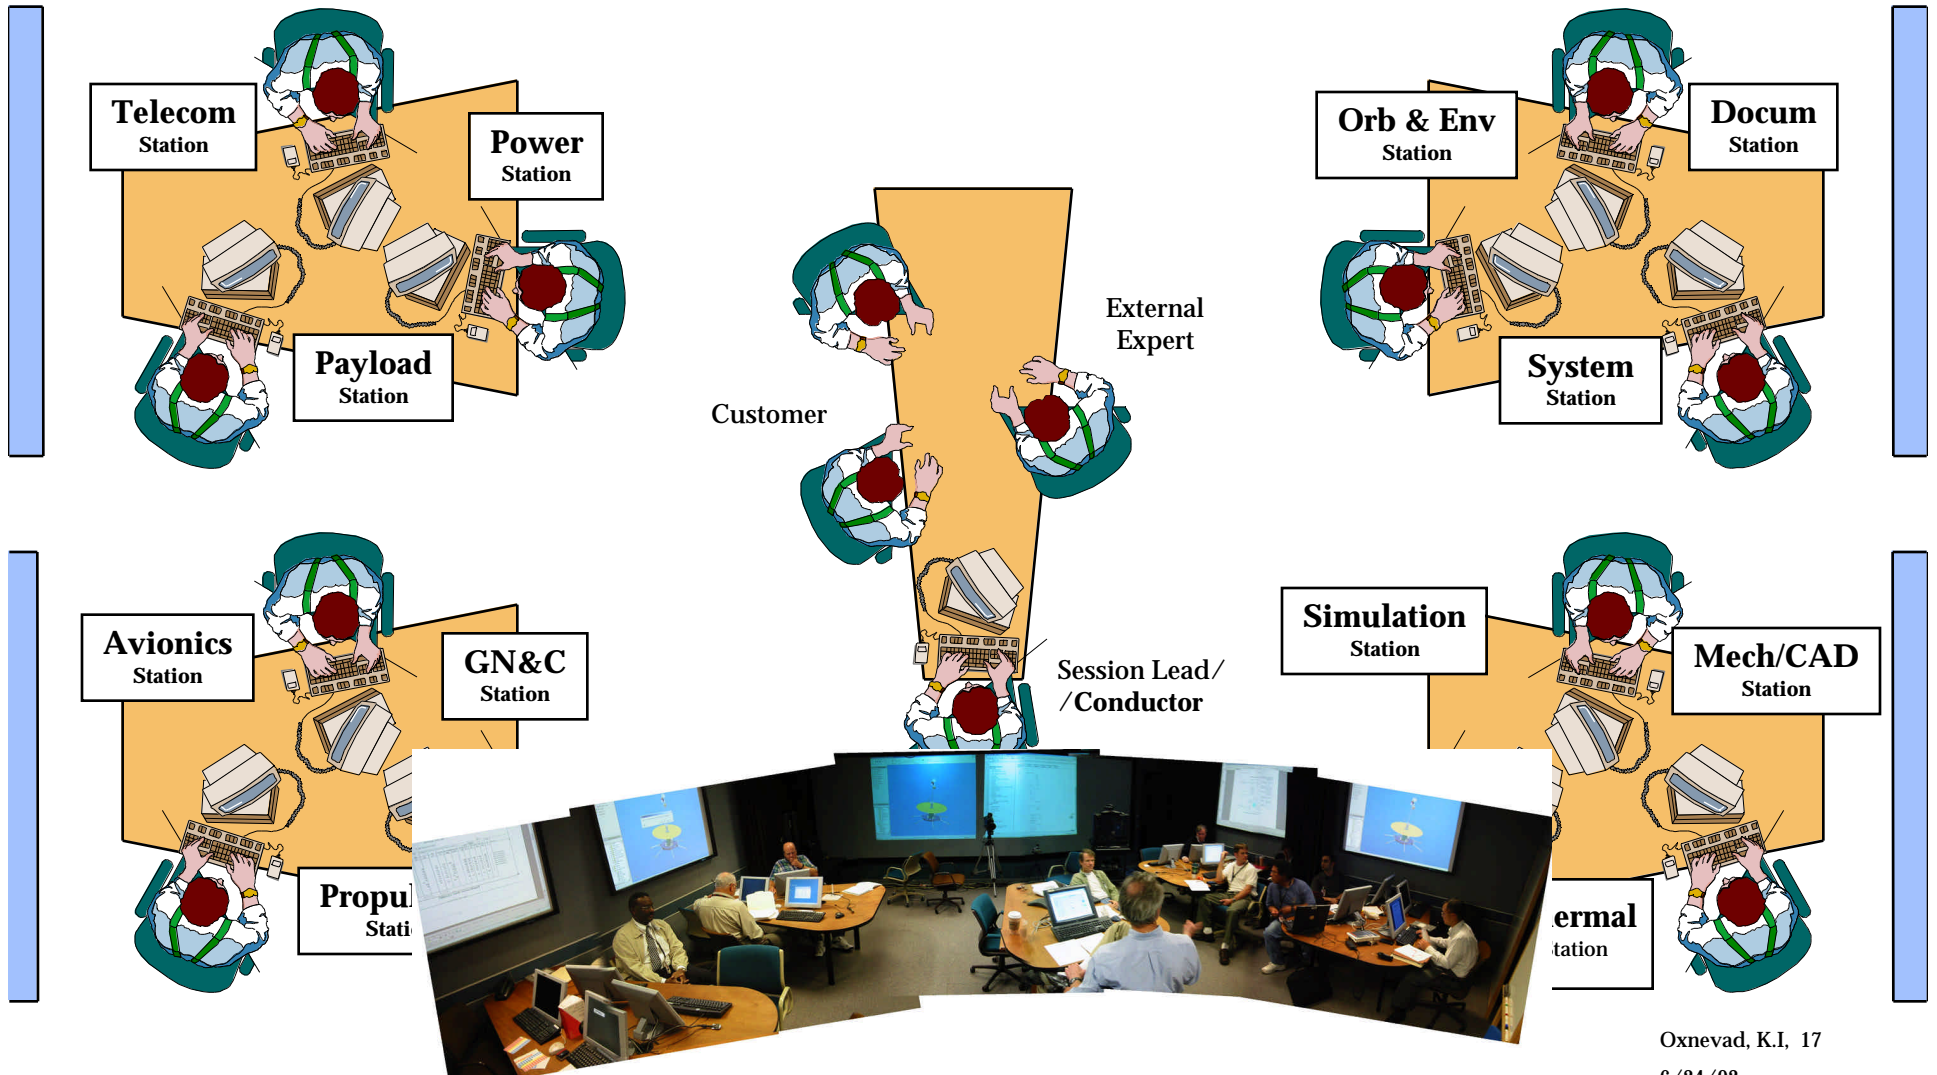 Telecom
Station
Power
Station
Payload
Station
Orb & Env
Station
Docum
Station
System
Station
External
Expert
Customer
Avionics
Station
GN&C
Station
Session Lead/
/Conductor
Simulation
Station
Mech/CAD
Station
Propul
Stati
ermal
Station
Oxnevad, K.I, 17